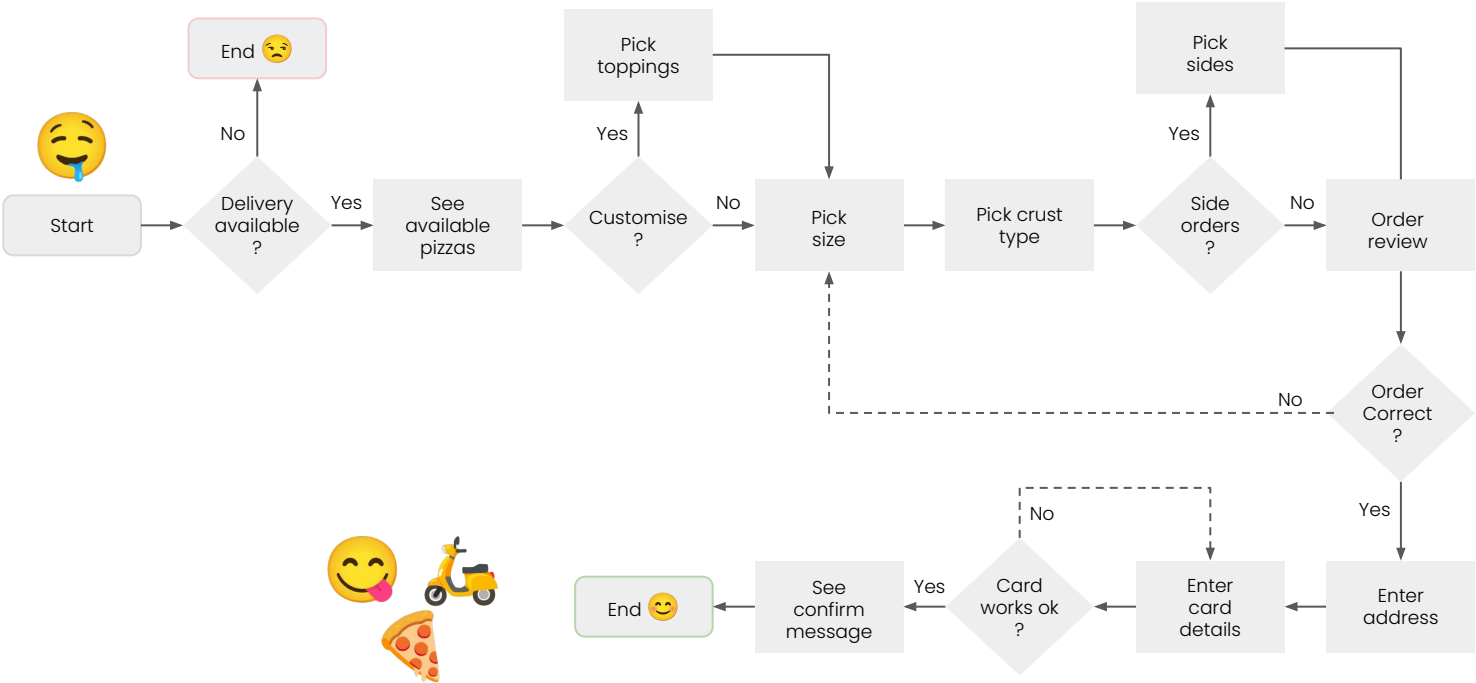 End
No
Start
Delivery
available
?
Yes
See
available
pizzas
Pick
toppings
Yes
Customise
?
No
Pick
size
Pick crust
type
Pick
sides
Yes
Side
orders
?
No
Order
review
Order
Correct
?
No
Yes
Enter
address
Enter
card
details
No
Card
works ok
?
Yes
See
confirm
message
End